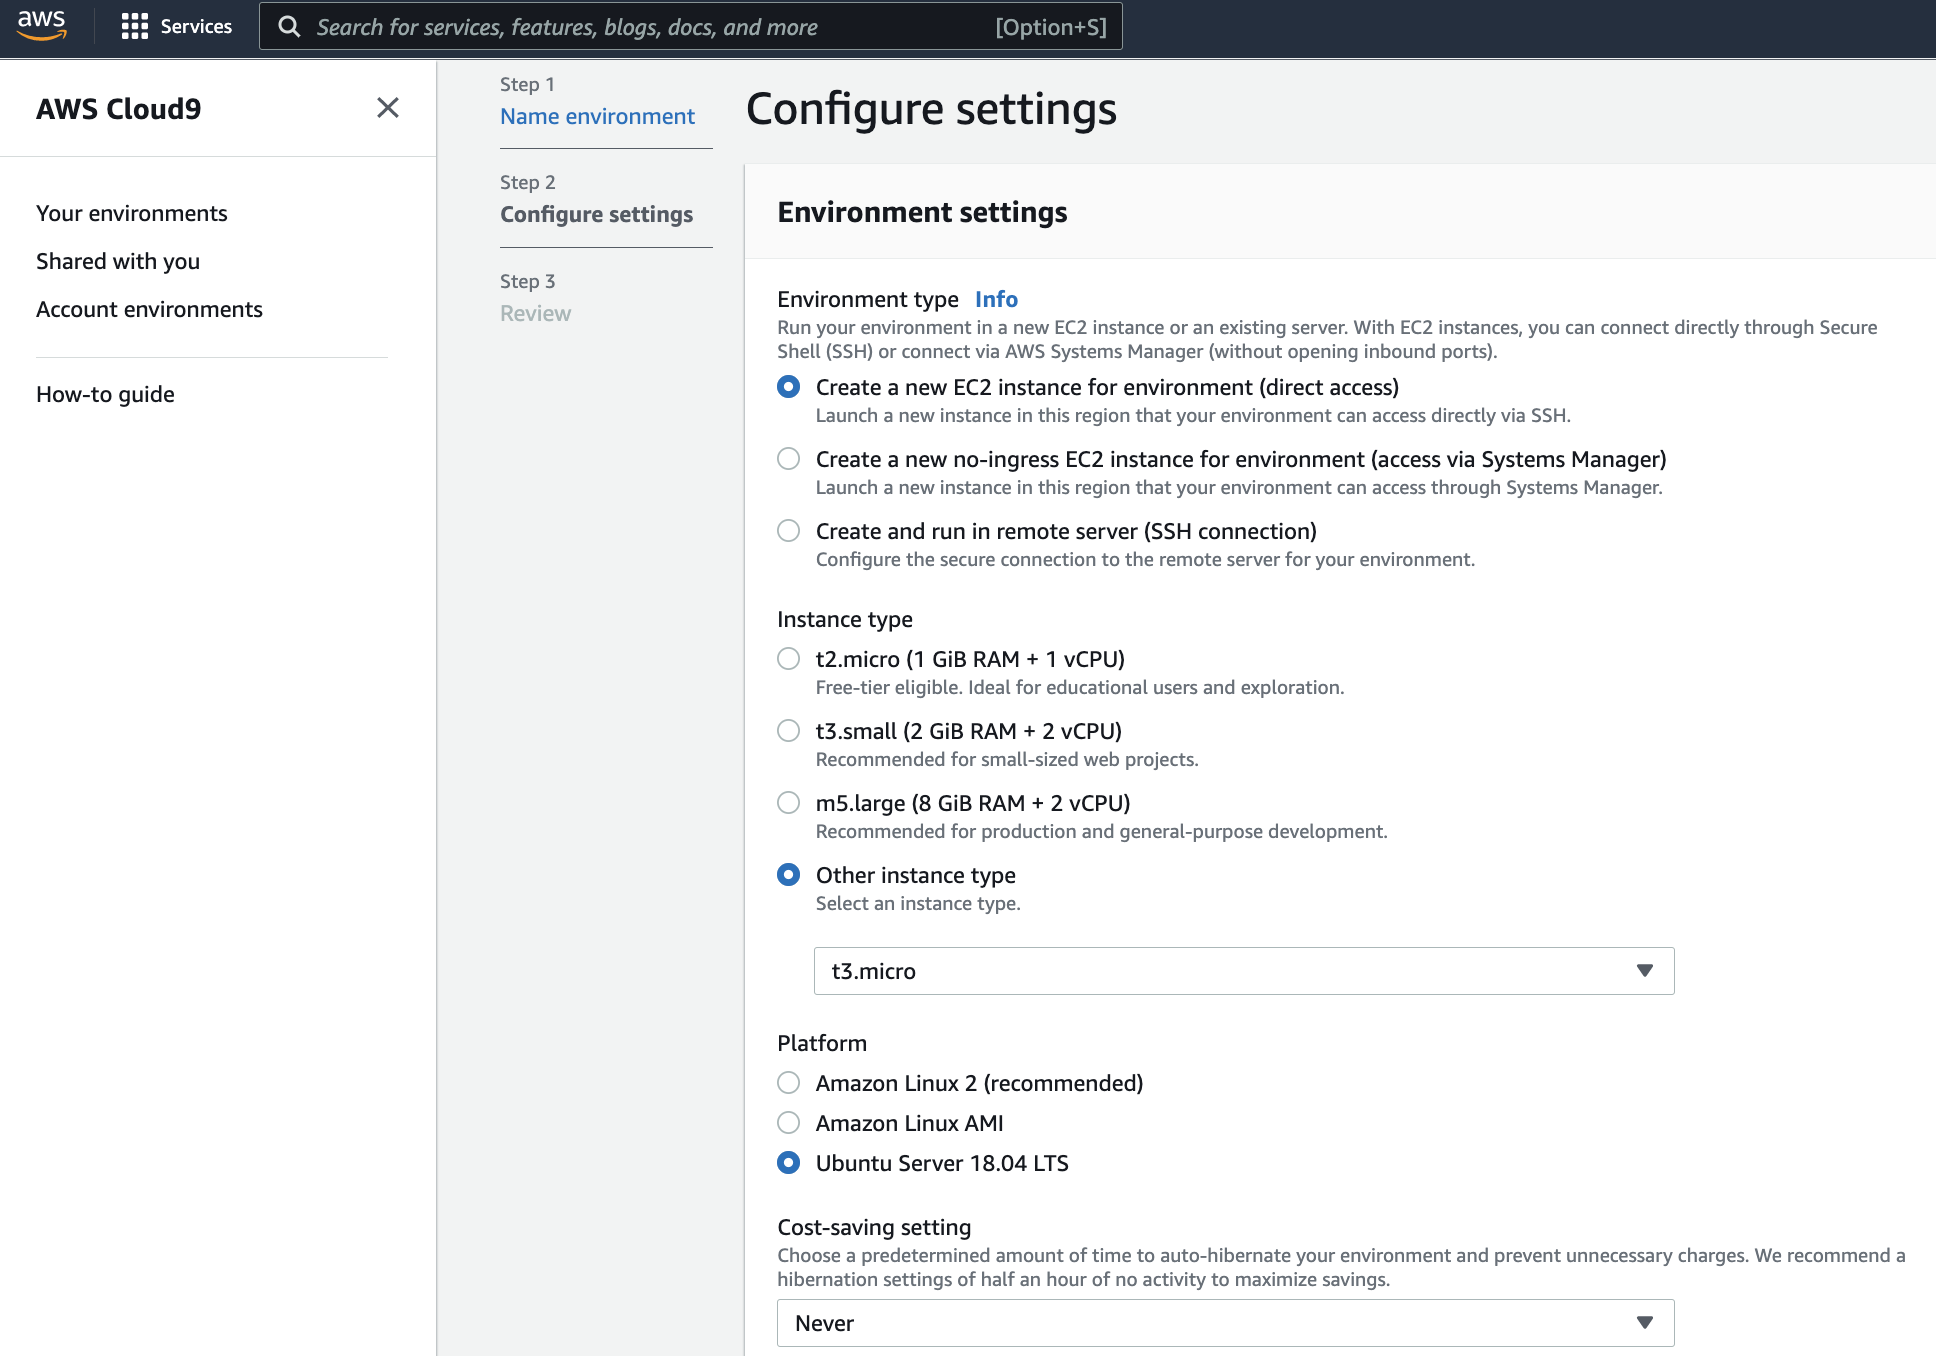 aws
Services
Search for services, features, blogs, docs, and more
[Option+S]
AWS Cloud9
Your environments
Shared with you
Account environments
How-to guide
Step 1
Name environment
Step 2
Configure settings
Step 3
Review
Configure settings
Environment settings
Environment type Info
Run your environment in a new EC2 instance or an existing server. With EC2 instances, you can connect directly through Secure
Shell (SSH) or connect via AWS Systems Manager (without opening inbound ports).
Create a new EC2 instance for environment (direct access)
Launch a new instance in this region that your environment can access directly via SSH.
Create a new no-ingress EC2 instance for environment (access via Systems Manager)
Launch a new instance in this region that your environment can access through Systems Manager.
Create and run in remote server (SSH connection)
Configure the secure connection to the remote server for your environment.
Instance type
t2.micro (1 GiB RAM + 1 vCPU)
Free-tier eligible. Ideal for educational users and exploration.
t3.small (2 GiB RAM + 2 vCPU)
Recommended for small-sized web projects.
m5.large (8 GiB RAM + 2 vCPU)
Recommended for production and general-purpose development.
Other instance type
Select an instance type.
t3.micro
Platform
Amazon Linux 2 (recommended)
Amazon Linux AMI
Ubuntu Server 18.04 LTS
Cost-saving setting
Choose a predetermined amount of time to auto-hibernate your environment and prevent unnecessary charges. We recommend a
hibernation settings of half an hour of no activity to maximize savings.
Never